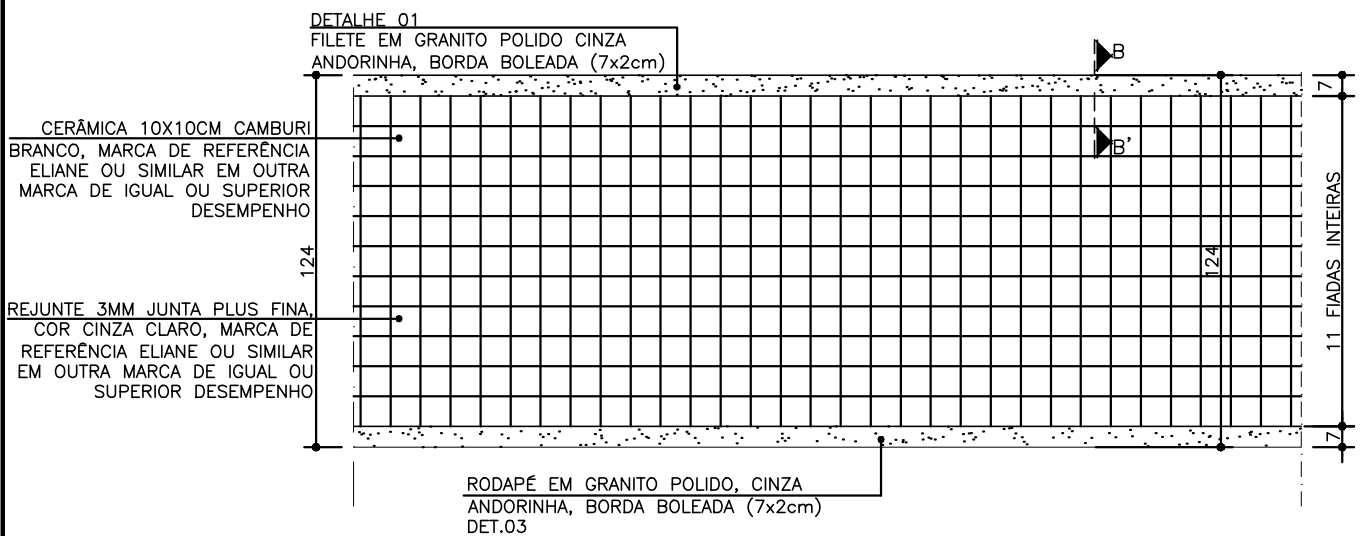 DETALHE 01
FILETE EM GRANITO POLIDO CINZA
ANDORINHA, BORDA BOLEADA (7x2cm)
B
7
CERÂMICA 10X10CM CAMBURI
BRANCO, MARCA DE REFERÊNCIA
ELIANE OU SIMILAR EM OUTRA
MARCA DE IGUAL OU SUPERIOR
DESEMPENHO
B'
124
124
11 FIADAS INTEIRAS
REJUNTE 3MM JUNTA PLUS FINA,
COR CINZA CLARO, MARCA DE
REFERÊNCIA ELIANE OU SIMILAR
EM OUTRA MARCA DE IGUAL OU
SUPERIOR DESEMPENHO
7
RODAPÉ EM GRANITO POLIDO, CINZA
ANDORINHA, BORDA BOLEADA (7x2cm)
DET.03